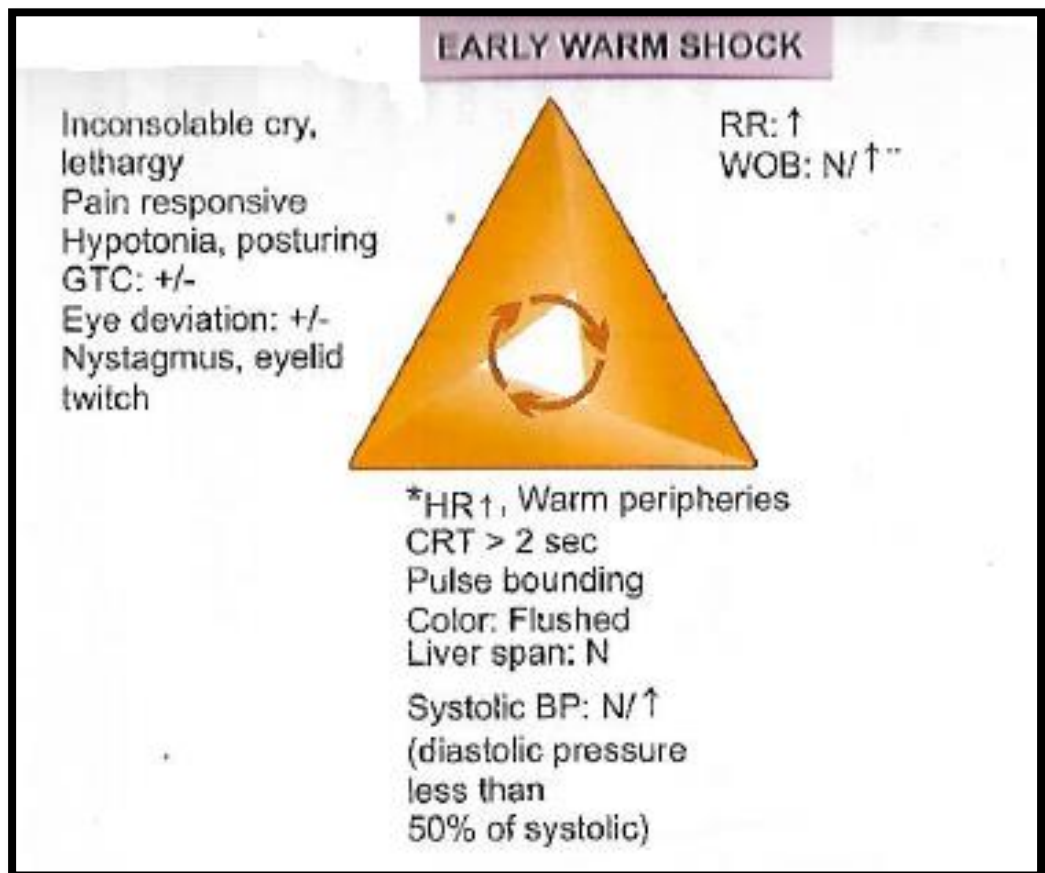 EARLY WARM SHOCK
Inconsolable cry,
lethargy
Pain responsive
Hypotonia, posturing
GTC: +/-
Eye deviation: +/-
Nystagmus, eyelid
twitch
RR: ↑
WOB: N/↑¨
*HR↑, Warm peripheries
CRT > 2 sec
Pulse bounding
Color: Flushed
Liver span: N
Systolic BP: N/↑
(diastolic pressure
less than
50% of systolic)